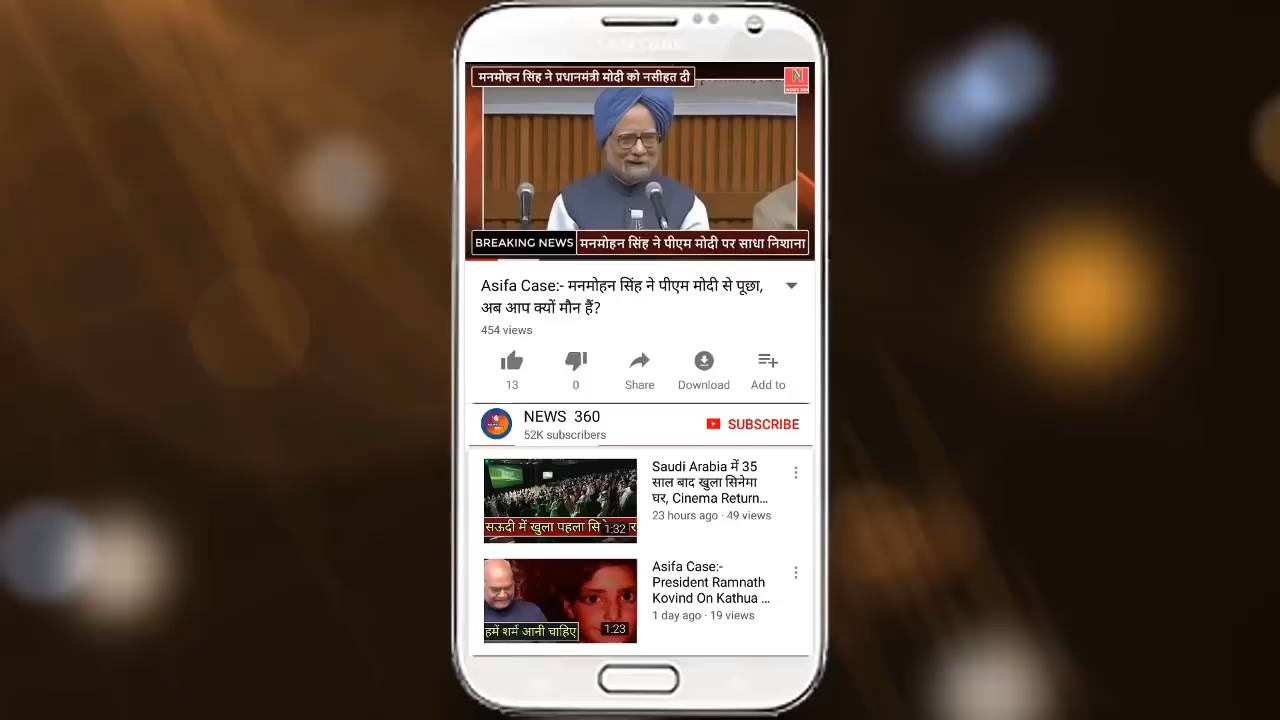 SAMSUNG
मनमोहन सिंह ने प्रधानमंत्री मोदी को नसीहत दी
N
NEWS 360
BREAKING NEWS मनमोहन सिंह ने पीएम मोदी पर साधा निशाना
Asifa Case:- मनमोहन सिंह ने पीएम मोदी से पूछा,
अब आप क्यों मौन हैं?
454 views
13
0
Share
Download
Add to
NEWS 360
52K subscribers
SUBSCRIBE
Saudi Arabia में 35
साल बाद खुला सिनेमा
घर, Cinema Return...
23 hours ago · 49 views
सऊदी में खुला पहला
1:32
Asifa Case:-
President Ramnath
Kovind On Kathua ...
1 day ago · 19 views
हमें शर्म आनी चाहिए
1:23